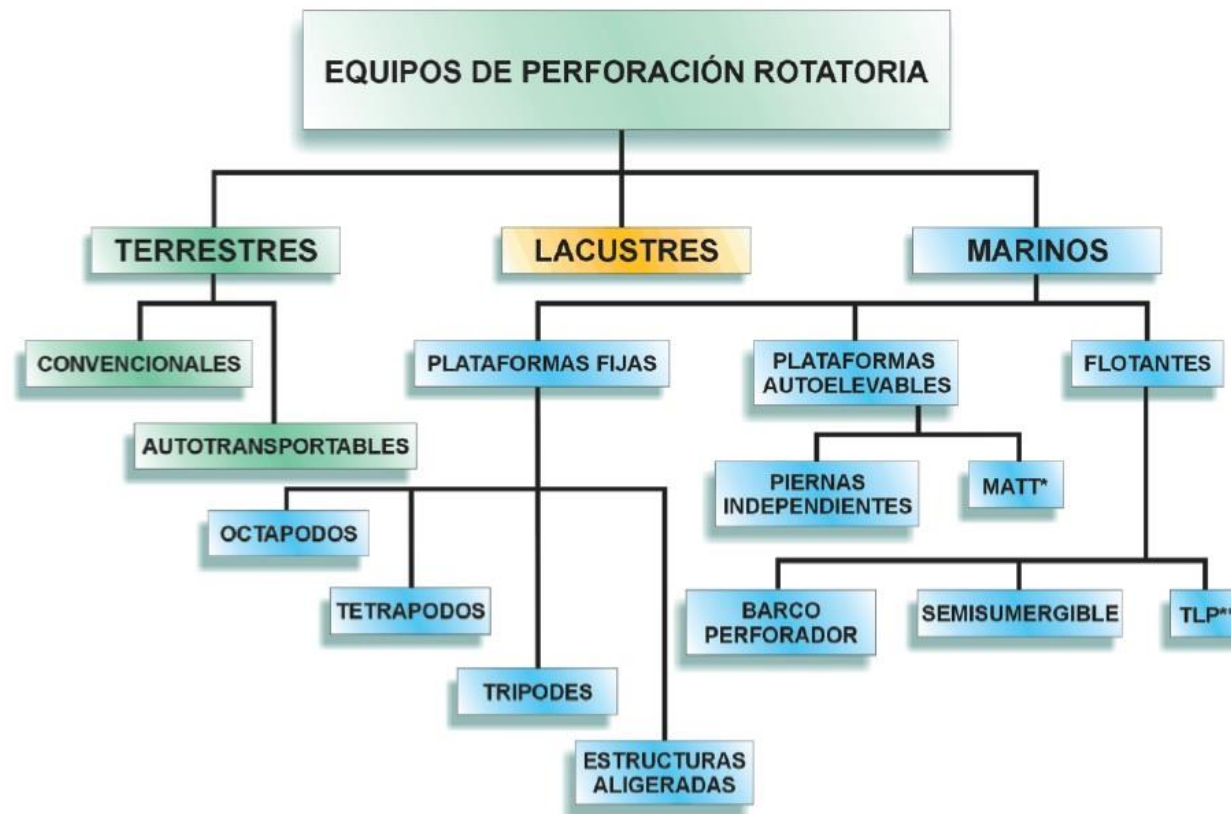 EQUIPOS DE PERFORACIÓN ROTATORIA
TERRESTRES
LACUSTRES
MARINOS
CONVENCIONALES
PLATAFORMAS FIJAS
PLATAFORMAS
AUTOELEVABLES
FLOTANTES
AUTOTRANSPORTABLES
PIERNAS
INDEPENDIENTES
MATT*
OCTAPODOS
TETRAPODOS
BARCO
PERFORADOR
SEMISUMERGIBLE
TLP**
TRIPODES
ESTRUCTURAS
ALIGERADAS